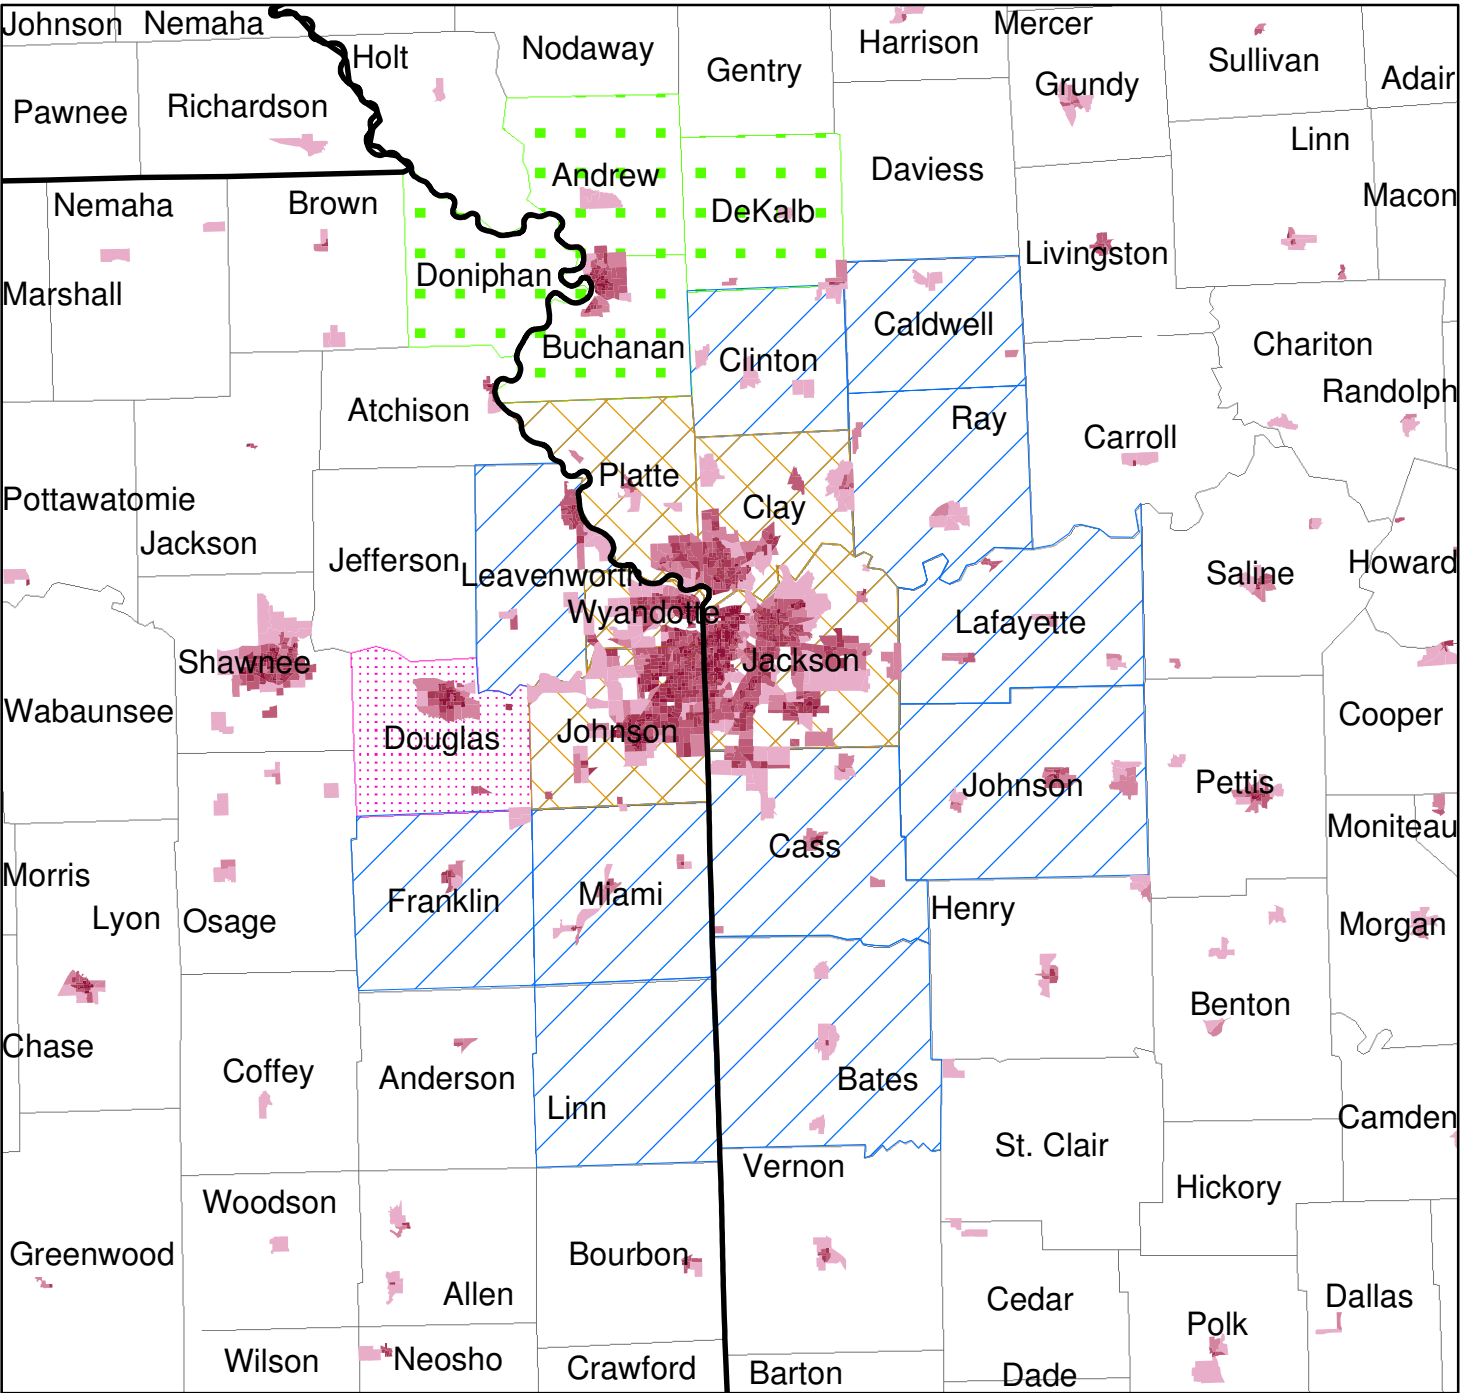 Johnson
Nemaha
Mercer
Holt
Nodaway
Harrison
Gentry
Sullivan
Adair
Grundy
Pawnee
Richardson
Linn
Daviess
Andrew
Macon
Nemaha
Brown
DeKalb
Livingston
Doniphan
Marshall
Caldwell
Chariton
Buchanan
Clinton
Randolph
Atchison
Ray
Carroll
Platte
Pottawatomie
Clay
Jackson
Jefferson
Leavenworth
Saline
Howard
Wyandotte
Lafayette
Shawnee
Jackson
Wabaunsee
Cooper
Johnson
Douglas
Johnson
Pettis
Moniteau
Cass
Morris
Miami
Franklin
Henry
Lyon
Osage
Morgan
Benton
Chase
Coffey
Anderson
Bates
Linn
Camden
St. Clair
Vernon
Hickory
Woodson
Greenwood
Bourbon
Allen
Cedar
Dallas
Polk
Wilson
Neosho
Crawford
Barton
Dade